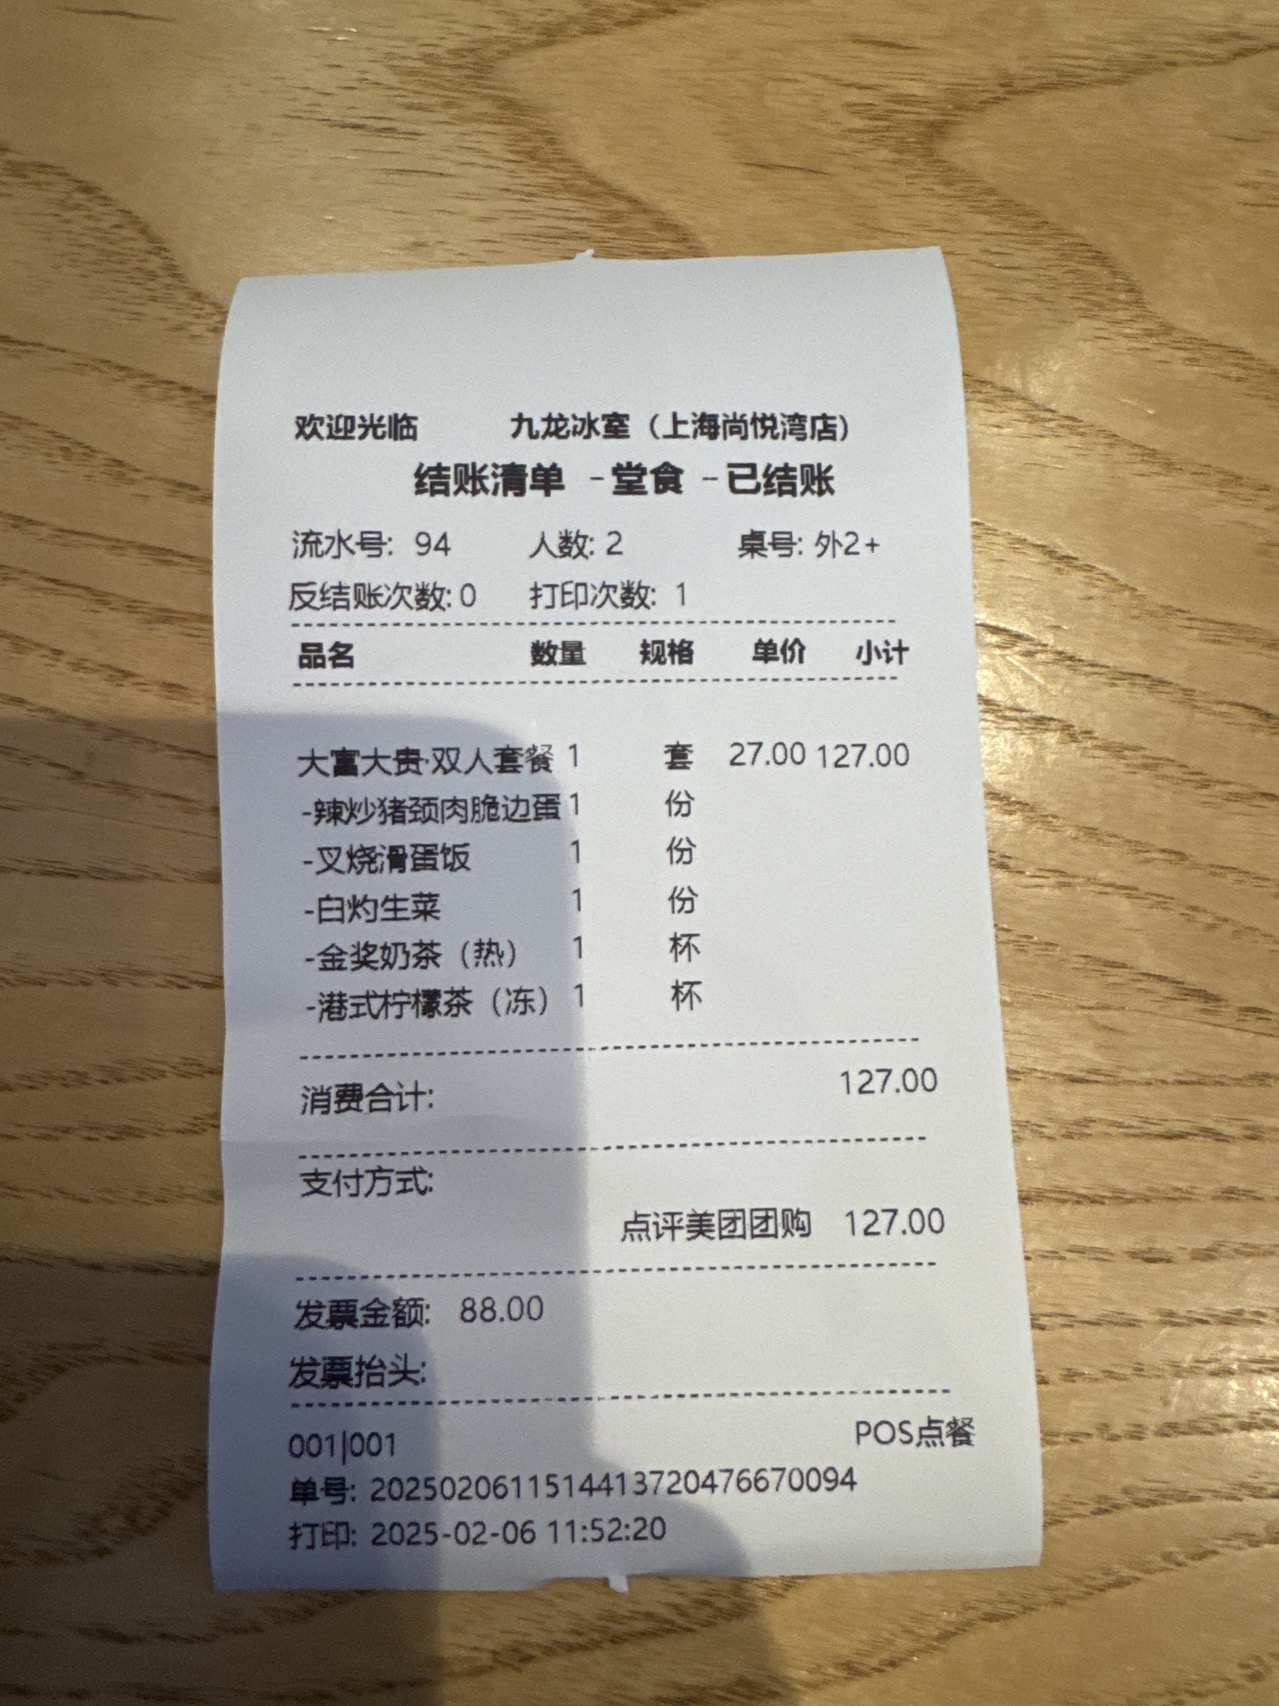 欢迎光临 九龙冰室（上海尚悦湾店）
结账清单 -堂食 --已结账
流水号: 94 人数: 2 桌号: 外2+
反结账次数: 0 打印次数: 1
品名 数量 规格 单价 小计
大富大贵·双人套餐 1 套 27.00 127.00
-辣炒猪颈肉脆边蛋 1 份
-叉烧滑蛋饭 1 份
-白灼生菜 1 份
-金奖奶茶（热） 1 杯
-港式柠檬茶（冻） 1 杯
消费合计: 127.00
支付方式:
点评美团团购 127.00
发票金额: 88.00
发票抬头:
001|001 POS点餐
单号: 2025020611514413720476670094
打印: 2025-02-06 11:52:20